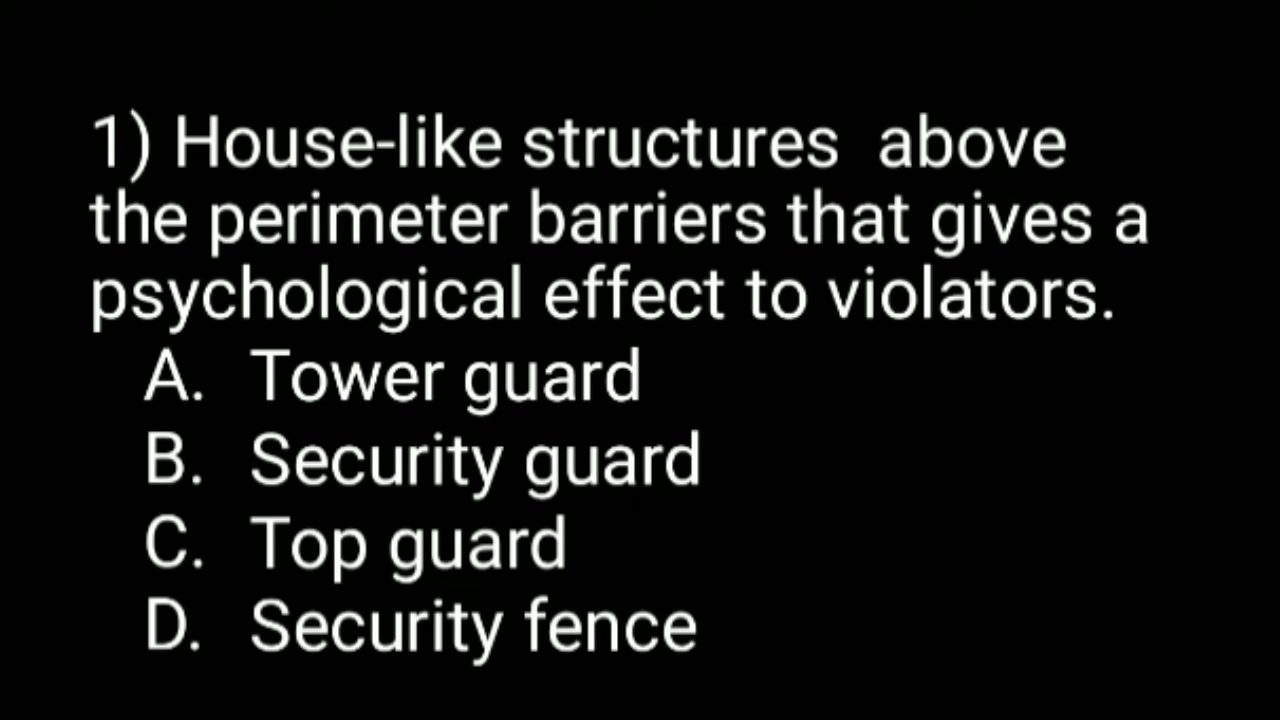 1) House-like structures above
the perimeter barriers that gives a
psychological effect to violators.
A. Tower guard
B. Security guard
C. Top guard
D. Security fence